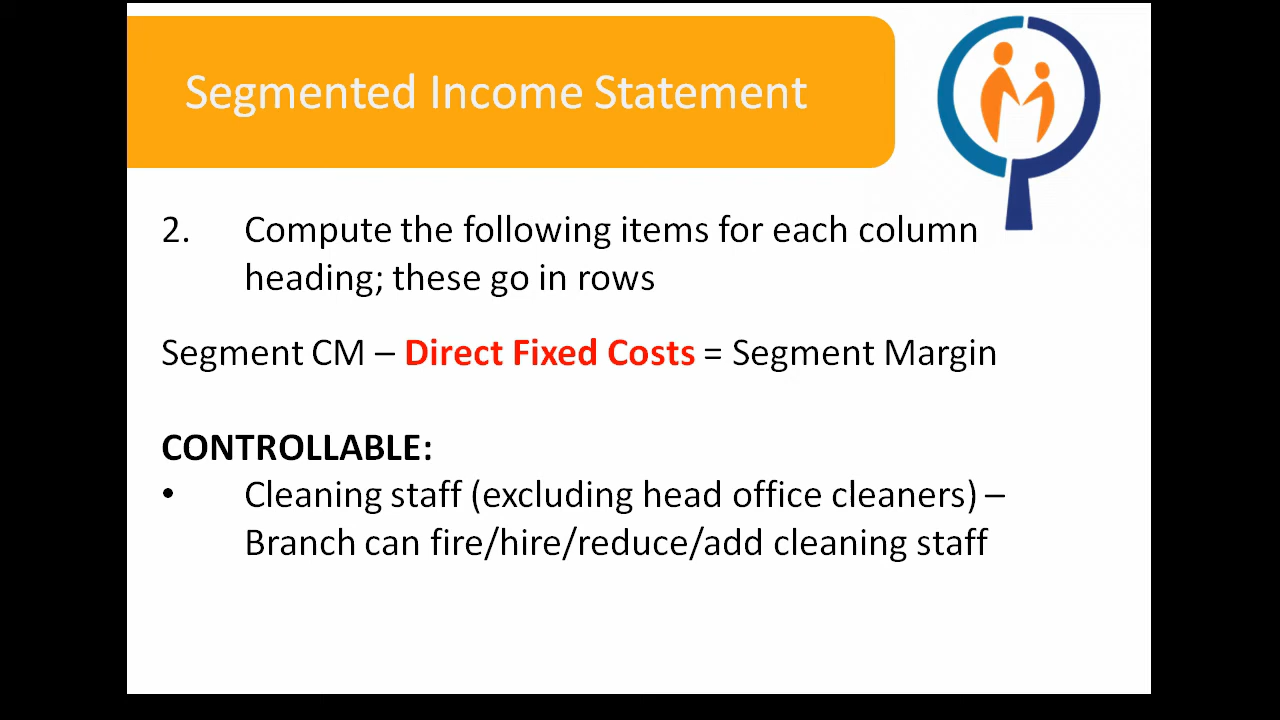 Segmented Income Statement
2. Compute the following items for each column
heading; these go in rows
Segment CM – Direct Fixed Costs = Segment Margin
CONTROLLABLE:
• Cleaning staff (excluding head office cleaners) –
Branch can fire/hire/reduce/add cleaning staff